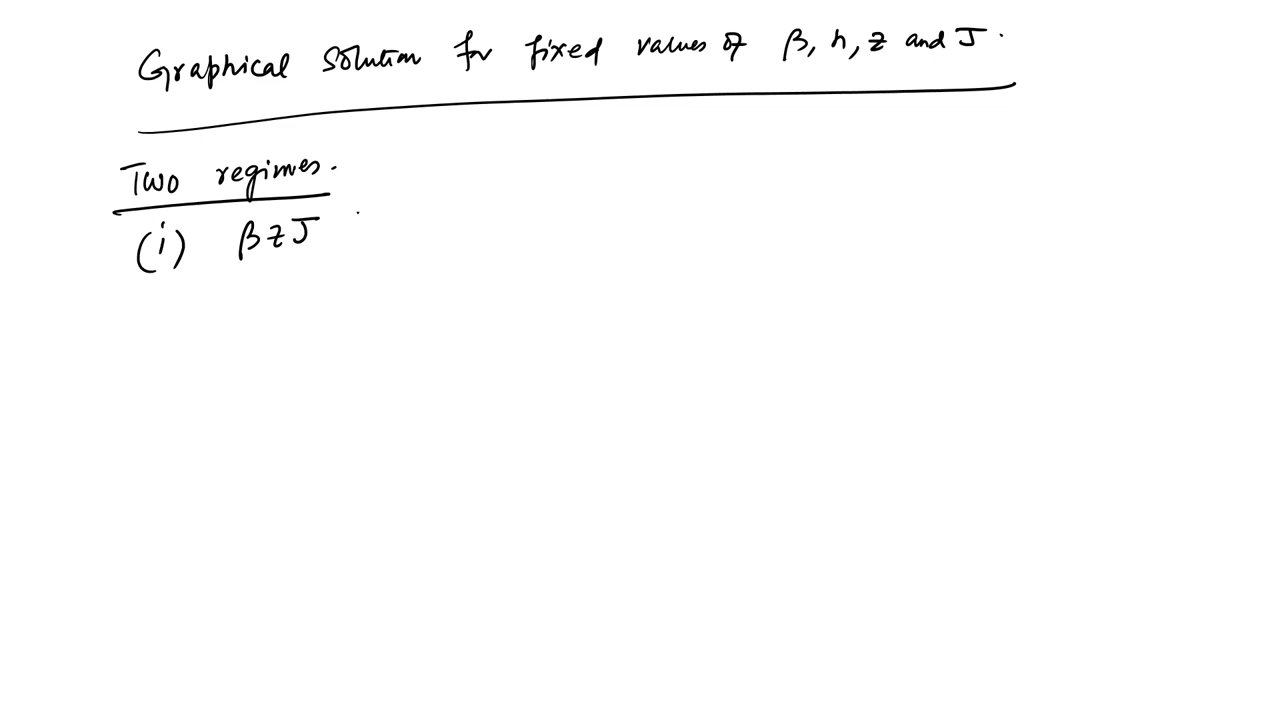 Graphical solution for fixed values of β, h, z and J.
Two regimes.
(i) βzJ